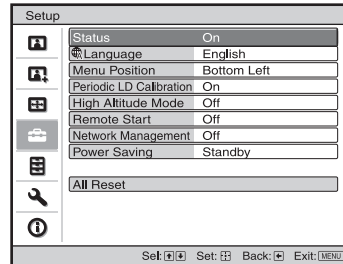 Setup
Status On
Language English
Menu Position Bottom Left
Periodic LD Calibration On
High Altitude Mode Off
Remote Start Off
Network Management Off
Power Saving Standby
All Reset
Sel: Set: Back: Exit: MENU